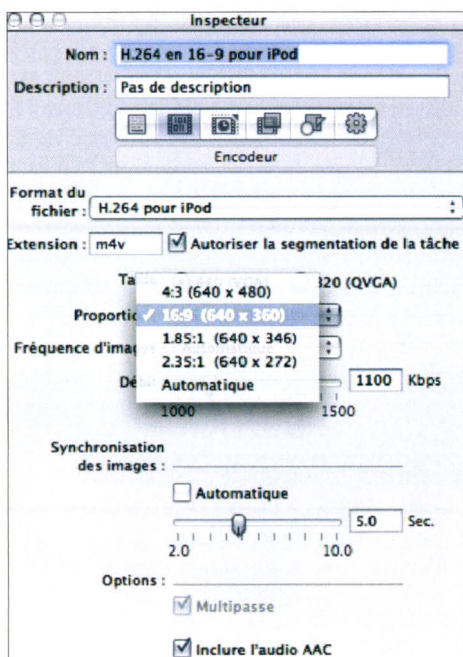 Inspecteur
Nom : H.264 en 16-9 pour iPod
Description : Pas de description
Encodeur
Format du
fichier : H.264 pour iPod
Extension : m4v Autoriser la segmentation de la tâche
320 (QVGA)
4:3 (640 x 480)
16:9 (640 x 360)
1.85:1 (640 x 346)
Fréquence d'images
2.35:1 (640 x 272)
Automatique
1100 Kbps
1000 1500
Synchronisation
des images :
Automatique
5.0 Sec.
2.0 10.0
Options :
Multipasse
Inclure l'audio AAC